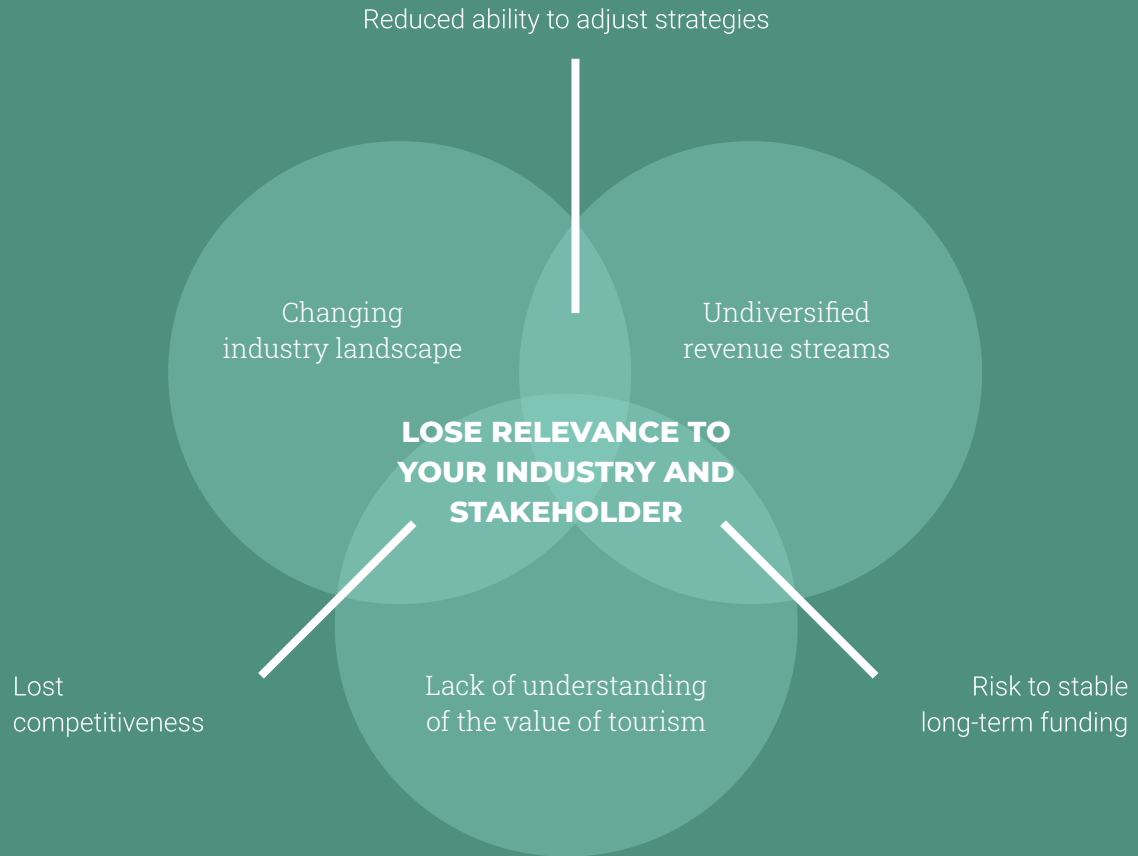 Reduced ability to adjust strategies
Changing
industry landscape
Undiversified
revenue streams
LOSE RELEVANCE TO
YOUR INDUSTRY AND
STAKEHOLDER
Lost
competitiveness
Lack of understanding
of the value of tourism
Risk to stable
long-term funding